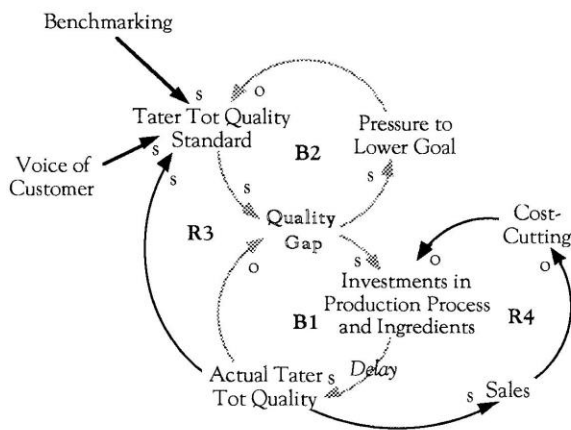 Benchmarking
s
o
Tater Tot Quality
Standard
s
s
Voice of
Customer
B2
Pressure to
Lower Goal
s
s
R3
Quality
Gap
o
s
Cost-
Cutting
o
o
Investments in
Production Process
and Ingredients
B1
R4
Delay
s
Actual Tater
Tot Quality
s
Sales